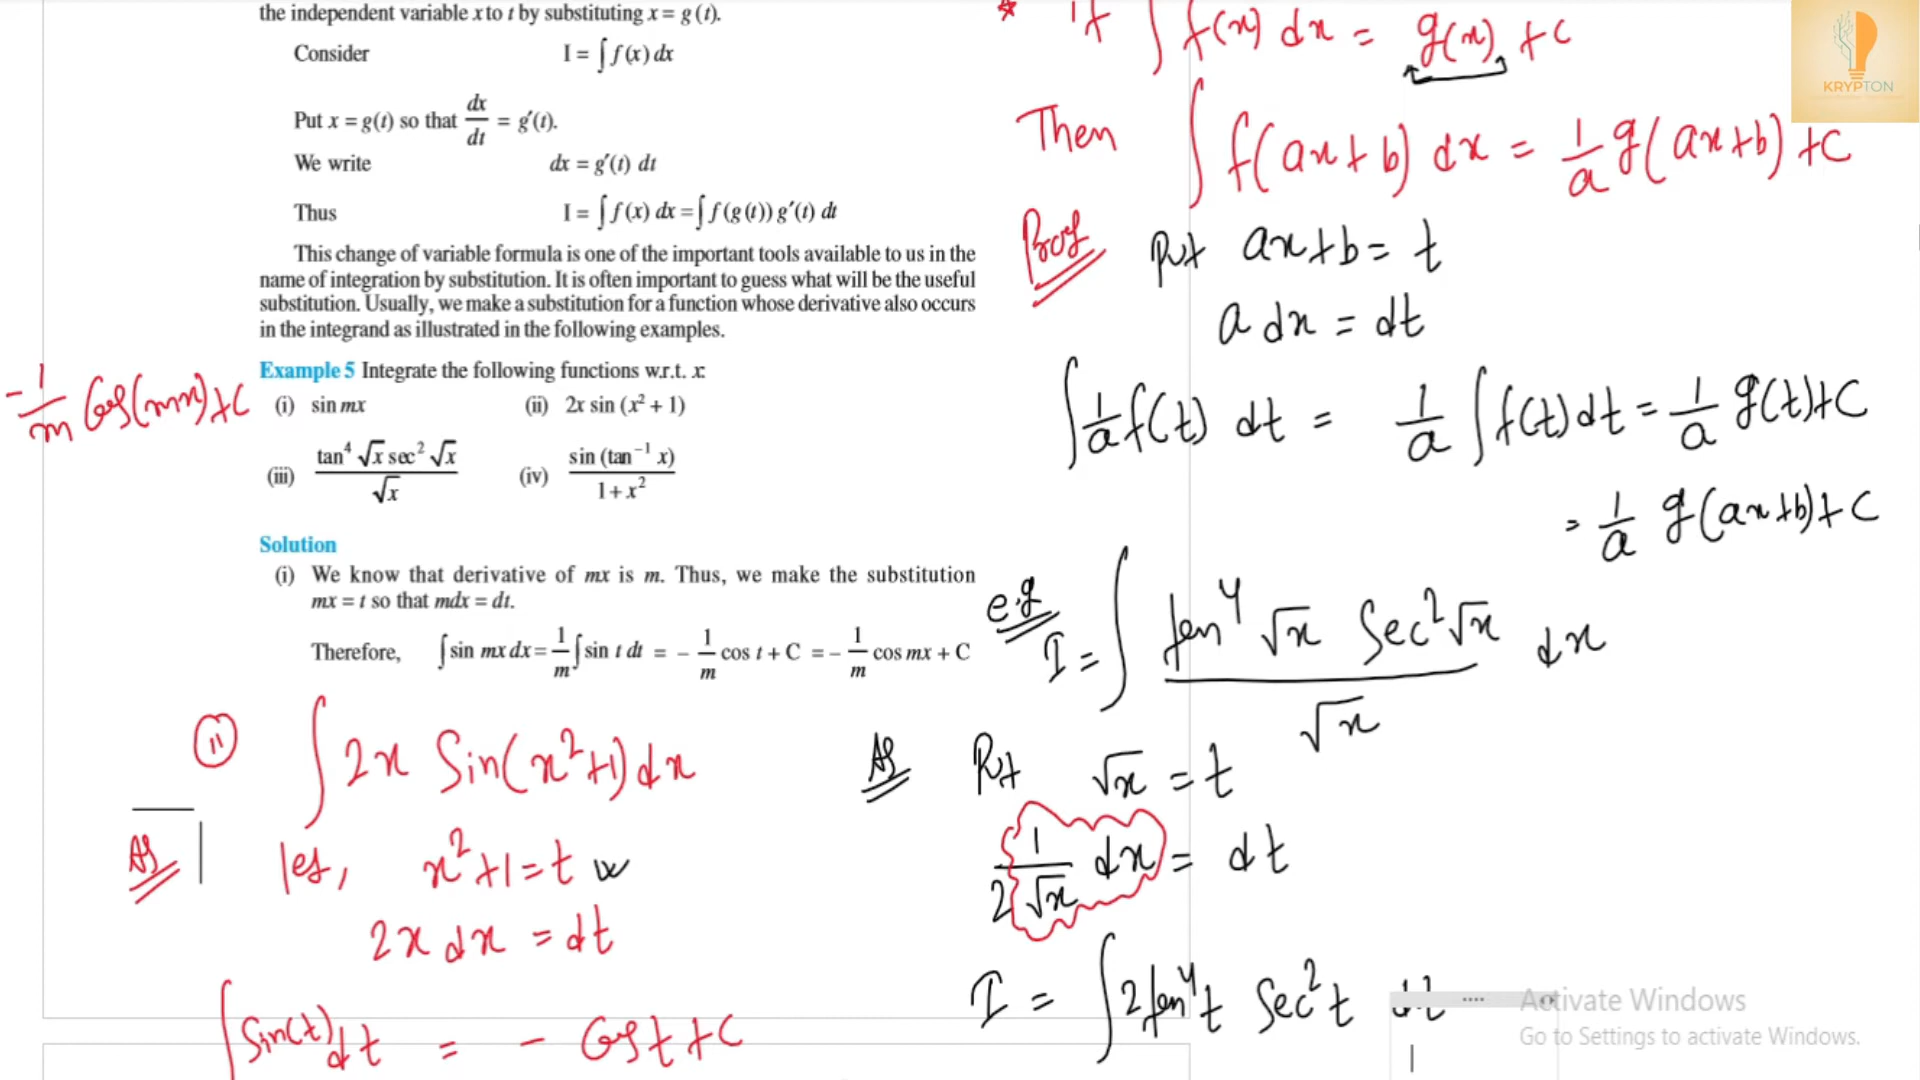 the independent variable x to t by substituting x = g (t).
Consider I = ∫ f (x) dx
Put x = g(t) so that dx/dt = g′(t).
We write dx = g′(t) dt
Thus I = ∫ f (x) dx = ∫ f (g (t)) g′(t) dt
This change of variable formula is one of the important tools available to us in the
name of integration by substitution. It is often important to guess what will be the useful
substitution. Usually, we make a substitution for a function whose derivative also occurs
in the integrand as illustrated in the following examples.
Example 5 Integrate the following functions w.r.t. x:
-1/m Cos(mx)+C
(i) sin mx (ii) 2x sin (x² + 1)
(iii) tan⁴ √x sec² √x / √x (iv) sin (tan⁻¹ x) / 1 + x²
Solution
(i) We know that derivative of mx is m. Thus, we make the substitution
mx = t so that mdx = dt.
Therefore, ∫ sin mx dx = 1/m ∫ sin t dt = – 1/m cos t + C = – 1/m cos mx + C
(ii) ∫ 2x Sin(x²+1) dx
x²+1 = t
2x dx = dt
∫ Sin(t) dt = - Cos t + C
* If ∫ f(x) dx = g(x) + C
Then ∫ f(ax+b) dx = 1/a g(ax+b) + C
Proof Put ax+b = t
a dx = dt
∫ 1/a f(t) dt = 1/a ∫ f(t) dt = 1/a g(t)+C
= 1/a g(ax+b)+C
e.g I = ∫ tan⁴ √x Sec² √x / √x dx
Put √x = t
1/2√x dx = dt
I = ∫ 2 tan⁴ t Sec² t dt
KRYPTON
Activate Windows
Go to Settings to activate Windows.